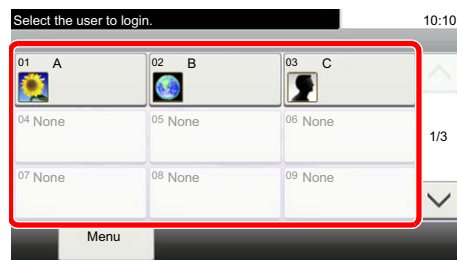 Select the user to login. 10:10
01 A 02 B 03 C
04 None 05 None 06 None
1/3
07 None 08 None 09 None
Menu